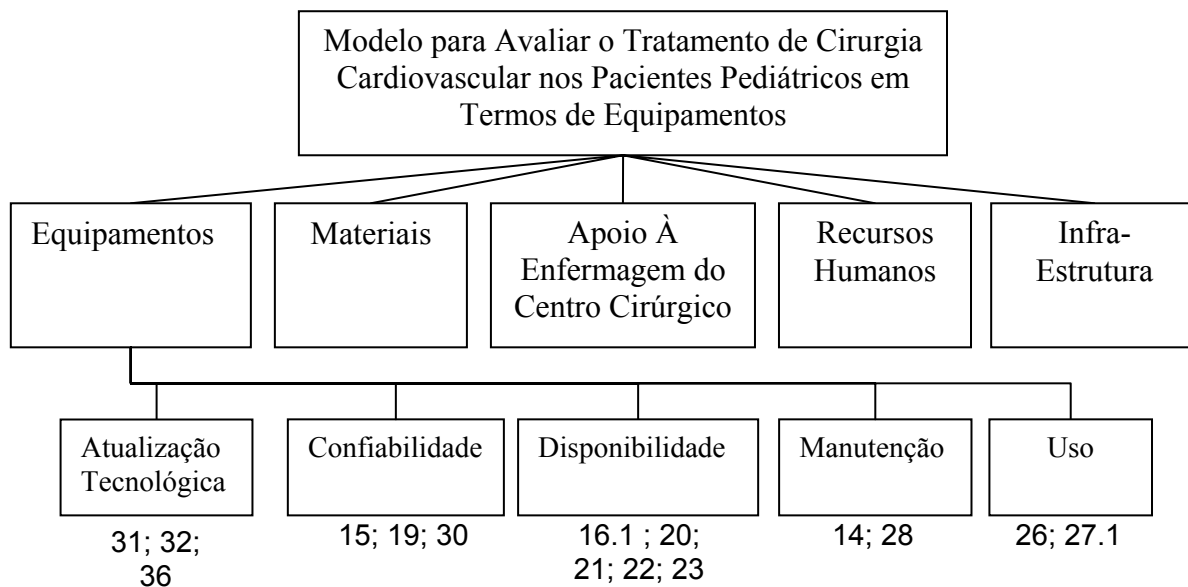 Modelo para Avaliar o Tratamento de Cirurgia
Cardiovascular nos Pacientes Pediátricos em
Termos de Equipamentos
Equipamentos
Materiais
Apoio À
Enfermagem do
Centro Cirúrgico
Recursos
Humanos
Infra-
Estrutura
Atualização
Tecnológica
Confiabilidade
Disponibilidade
Manutenção
Uso
31; 32;
36
15; 19; 30
16.1 ; 20;
21; 22; 23
14; 28
26; 27.1